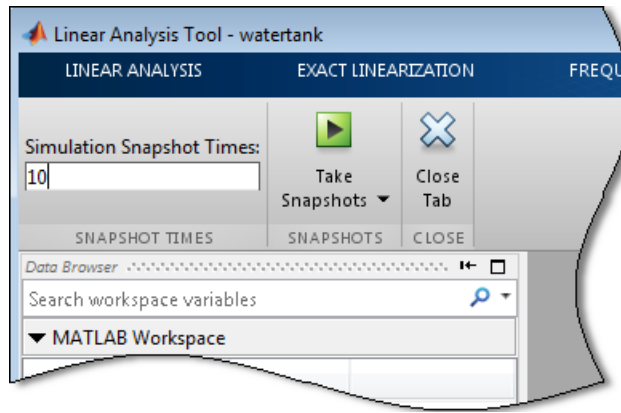 Linear Analysis Tool - watertank
LINEAR ANALYSIS EXACT LINEARIZATION FREQU
Simulation Snapshot Times:
10
Take Snapshots
Close Tab
SNAPSHOT TIMES SNAPSHOTS CLOSE
Data Browser
Search workspace variables
MATLAB Workspace